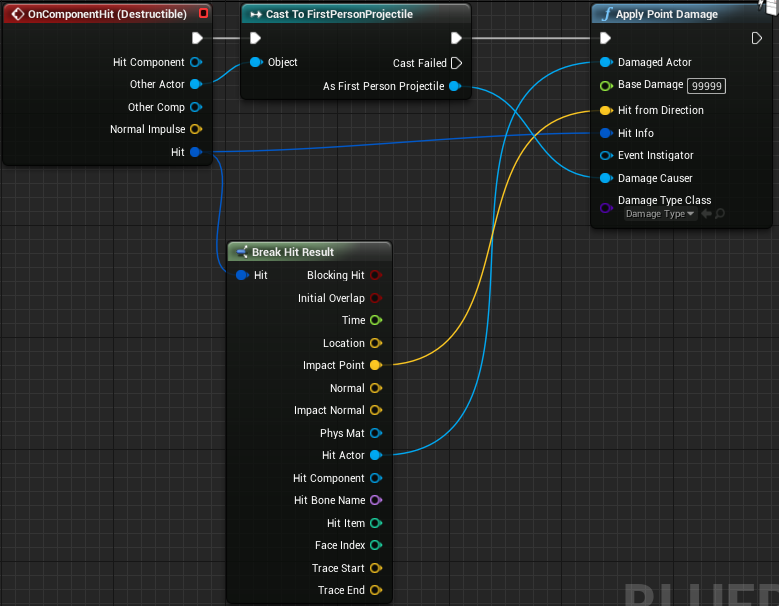 OnComponentHit (Destructible)
Hit Component
Other Actor
Other Comp
Normal Impulse
Hit
Cast To FirstPersonProjectile
Object
Cast Failed
As First Person Projectile
Apply Point Damage
Damaged Actor
Base Damage 99999
Hit from Direction
Hit Info
Event Instigator
Damage Causer
Damage Type Class
Damage Type
Break Hit Result
Hit
Blocking Hit
Initial Overlap
Time
Location
Impact Point
Normal
Impact Normal
Phys Mat
Hit Actor
Hit Component
Hit Bone Name
Hit Item
Face Index
Trace Start
Trace End